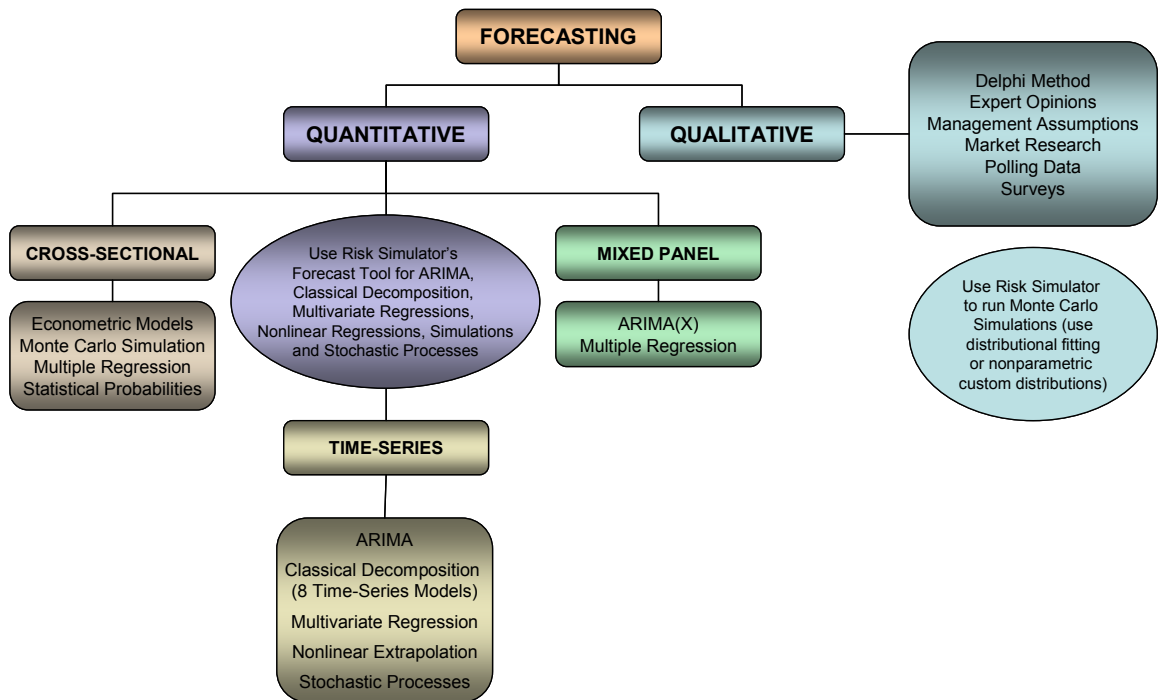 FORECASTING
QUANTITATIVE
QUALITATIVE
Delphi Method
Expert Opinions
Management Assumptions
Market Research
Polling Data
Surveys
CROSS-SECTIONAL
Econometric Models
Monte Carlo Simulation
Multiple Regression
Statistical Probabilities
Use Risk Simulator's
Forecast Tool for ARIMA,
Classical Decomposition,
Multivariate Regressions,
Nonlinear Regressions, Simulations
and Stochastic Processes
MIXED PANEL
ARIMA(X)
Multiple Regression
Use Risk Simulator
to run Monte Carlo
Simulations (use
distributional fitting
or nonparametric
custom distributions)
TIME-SERIES
ARIMA
Classical Decomposition
(8 Time-Series Models)
Multivariate Regression
Nonlinear Extrapolation
Stochastic Processes